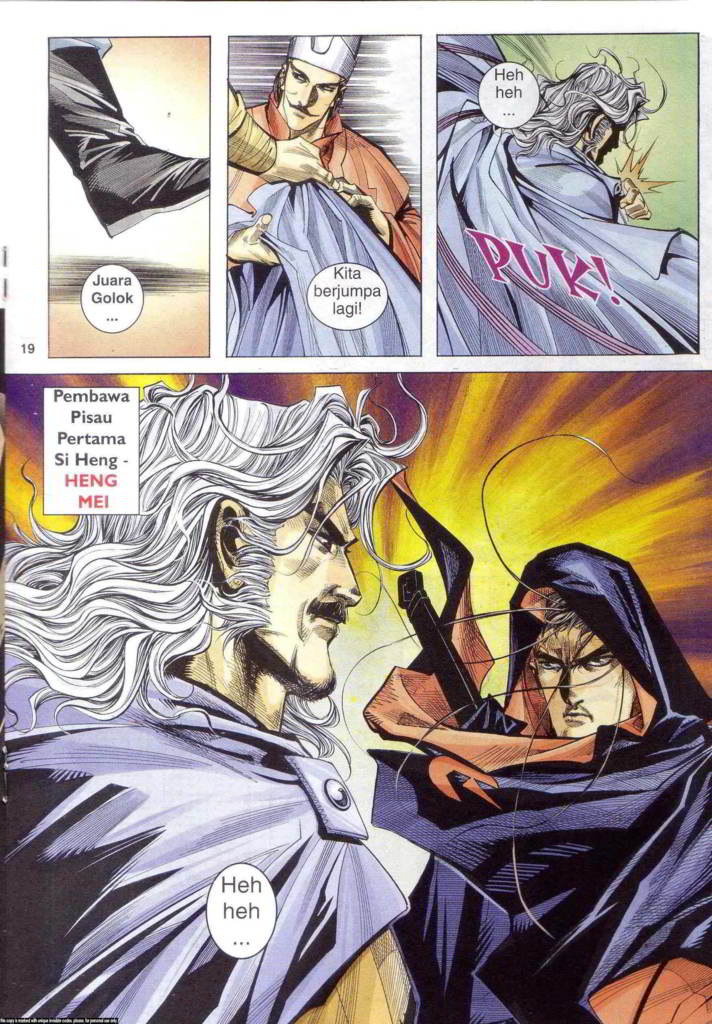 Juara
Golok
...
Kita
berjumpa
lagi!
Heh
heh
...
PUK!
19
Pembawa
Pisau
Pertama
Si Heng -
HENG
MEI
Heh
heh
...